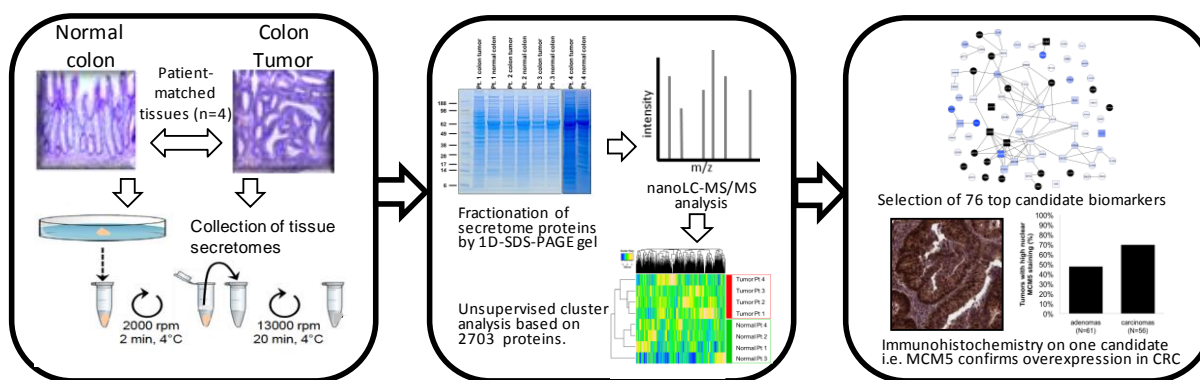 Normal
colon
Colon
Tumor
Patient-
matched
tissues (n=4)
Collection of tissue
secretomes
2000 rpm
2 min, 4°C
13000 rpm
20 min, 4°C
Pt. 1 colon tumor
Pt. 1 normal colon
Pt. 2 colon tumor
Pt. 2 normal colon
Pt. 3 colon tumor
Pt. 3 normal colon
Pt. 4 colon tumor
Pt. 4 normal colon
188
98
62
49
38
28
17
14
6
Fractionation of
secretome proteins
by 1D-SDS-PAGE gel
intensity
m/z
nanoLC-MS/MS
analysis
Unsupervised cluster
analysis based on
2703 proteins.
Tumor Pt 4
Tumor Pt 3
Tumor Pt 2
Tumor Pt 1
Normal Pt 4
Normal Pt 2
Normal Pt 1
Normal Pt 3
Selection of 76 top candidate biomarkers
Tumors with high nuclear
MCM5 staining (%)
100%
90%
80%
70%
60%
50%
40%
30%
20%
10%
0%
adenomas
(N=61)
carcinomas
(N=56)
Immunohistochemistry on one candidate
i.e. MCM5 confirms overexpression in CRC